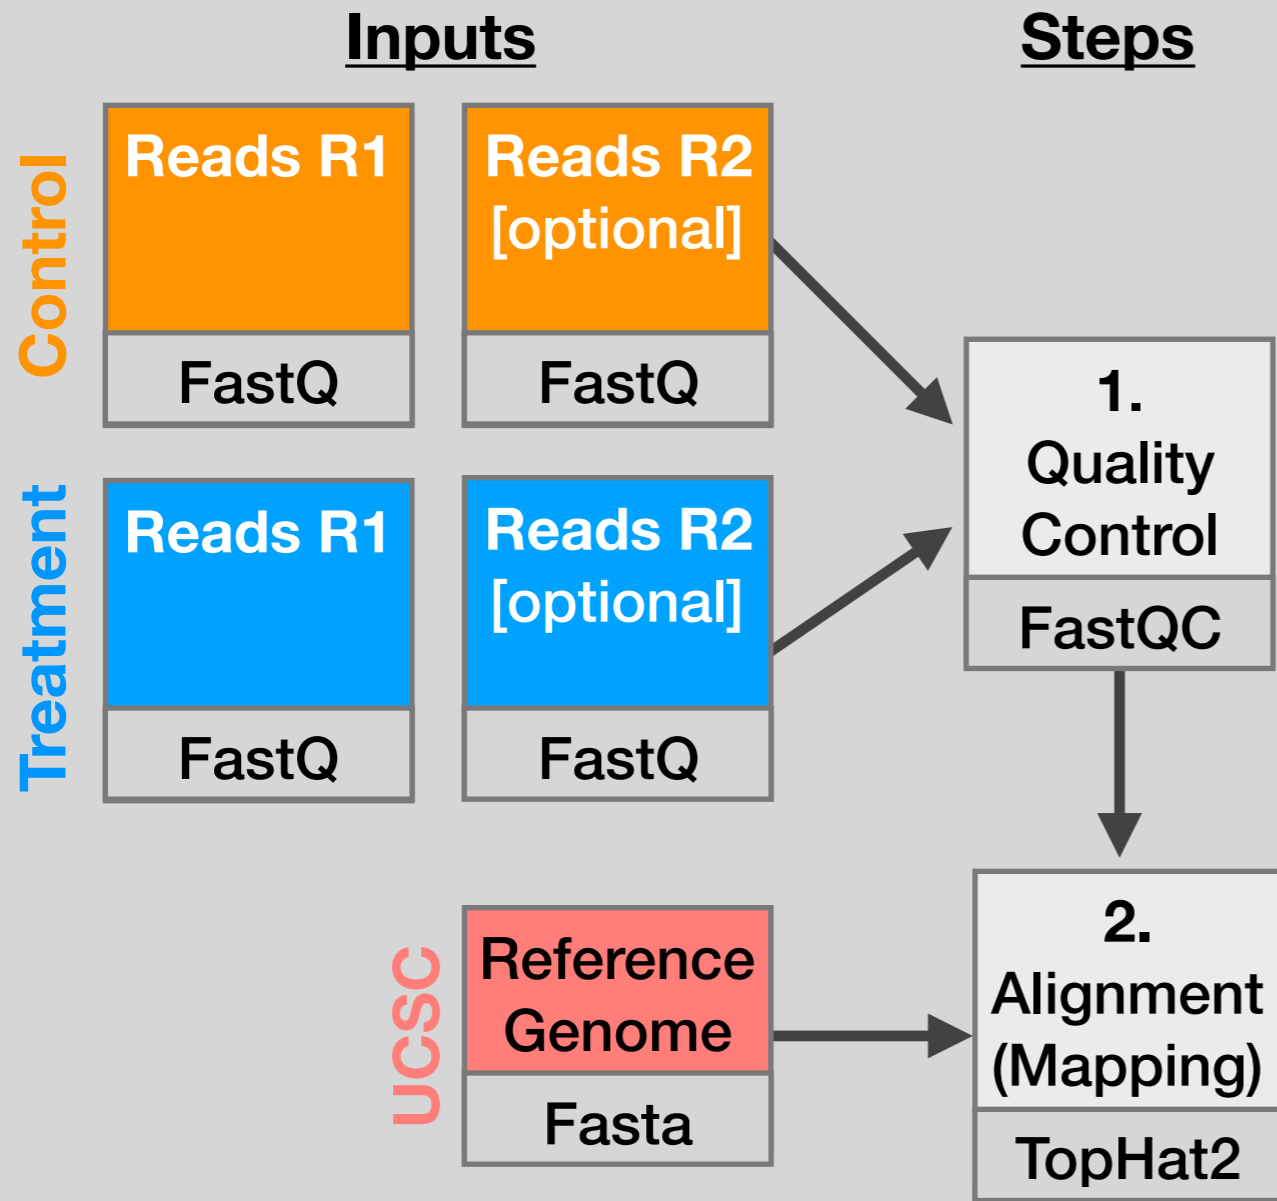 Inputs
Steps
Control
Reads R1
FastQ
Reads R2
[optional]
FastQ
Treatment
Reads R1
FastQ
Reads R2
[optional]
FastQ
1.
Quality
Control
FastQC
UCSC
Reference
Genome
Fasta
2.
Alignment
(Mapping)
TopHat2